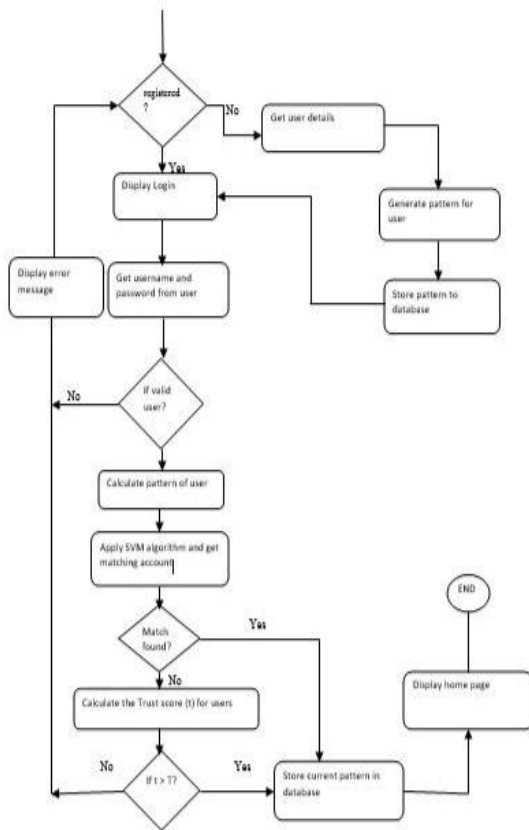 registered
?
No
Get user details
Yes
Display Login
Generate pattern for
user
Display error
message
Get username and
password from user
Store pattern to
database
No
If valid
user?
Calculate pattern of user
Apply SVM algorithm and get
matching account
END
Match
found?
Yes
No
Display home page
Calculate the Trust score (t) for users
No
If t > T?
Yes
Store current pattern in
database